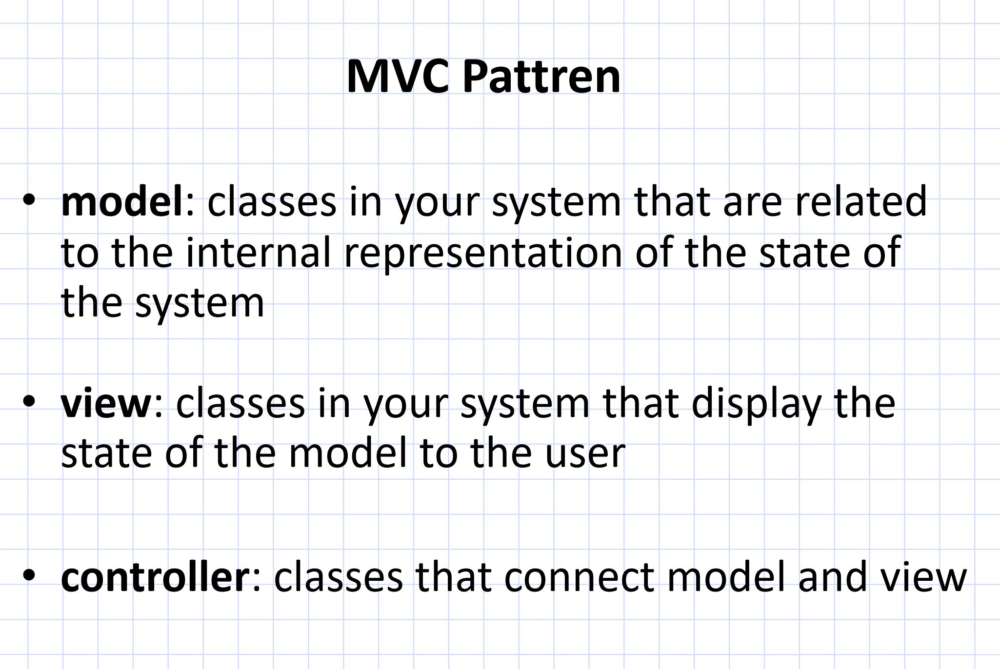 MVC Pattren
• model: classes in your system that are related
to the internal representation of the state of
the system
• view: classes in your system that display the
state of the model to the user
• controller: classes that connect model and view